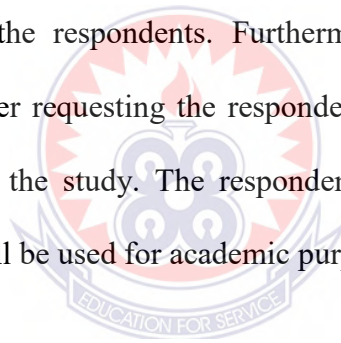 the respondents. Furtherm
er requesting the responde
the study. The responder
ll be used for academic pur
EDUCATION FOR SERVICE